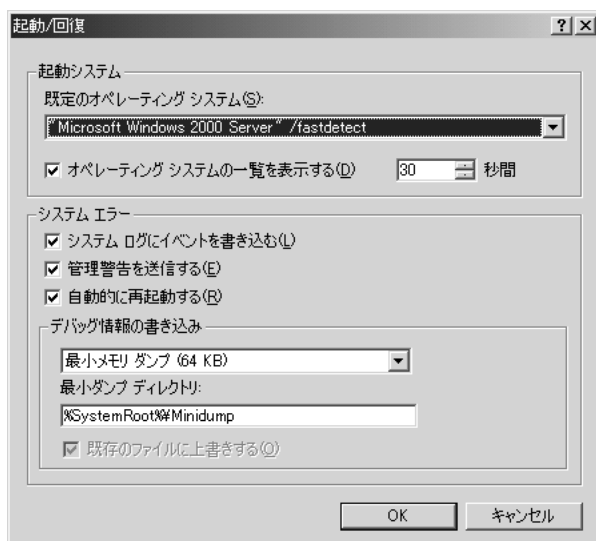 起動/回復
起動システム
既定のオペレーティング システム(S):
"Microsoft Windows 2000 Server" /fastdetect
オペレーティング システムの一覧を表示する(D) 30 秒間
システム エラー
システム ログにイベントを書き込む(L)
管理警告を送信する(E)
自動的に再起動する(R)
デバッグ情報の書き込み
最小メモリ ダンプ (64 KB)
最小ダンプ ディレクトリ:
%SystemRoot%¥Minidump
既存のファイルに上書きする(O)
OK キャンセル